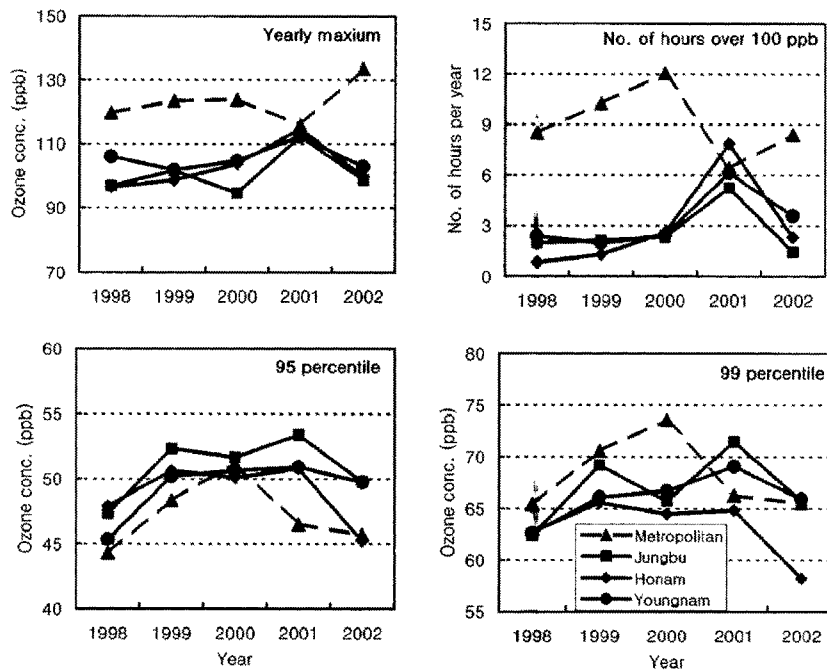 Yearly maxium
Ozone conc. (ppb)
150
130
110
90
70
1998 1999 2000 2001 2002
No. of hours over 100 ppb
No. of hours per year
15
12
9
6
3
0
1998 1999 2000 2001 2002
95 percentile
Ozone conc. (ppb)
60
55
50
45
40
1998 1999 2000 2001 2002
Year
99 percentile
Ozone conc. (ppb)
80
75
70
65
60
55
Metropolitan
Jungbu
Honam
Youngnam
1998 1999 2000 2001 2002
Year